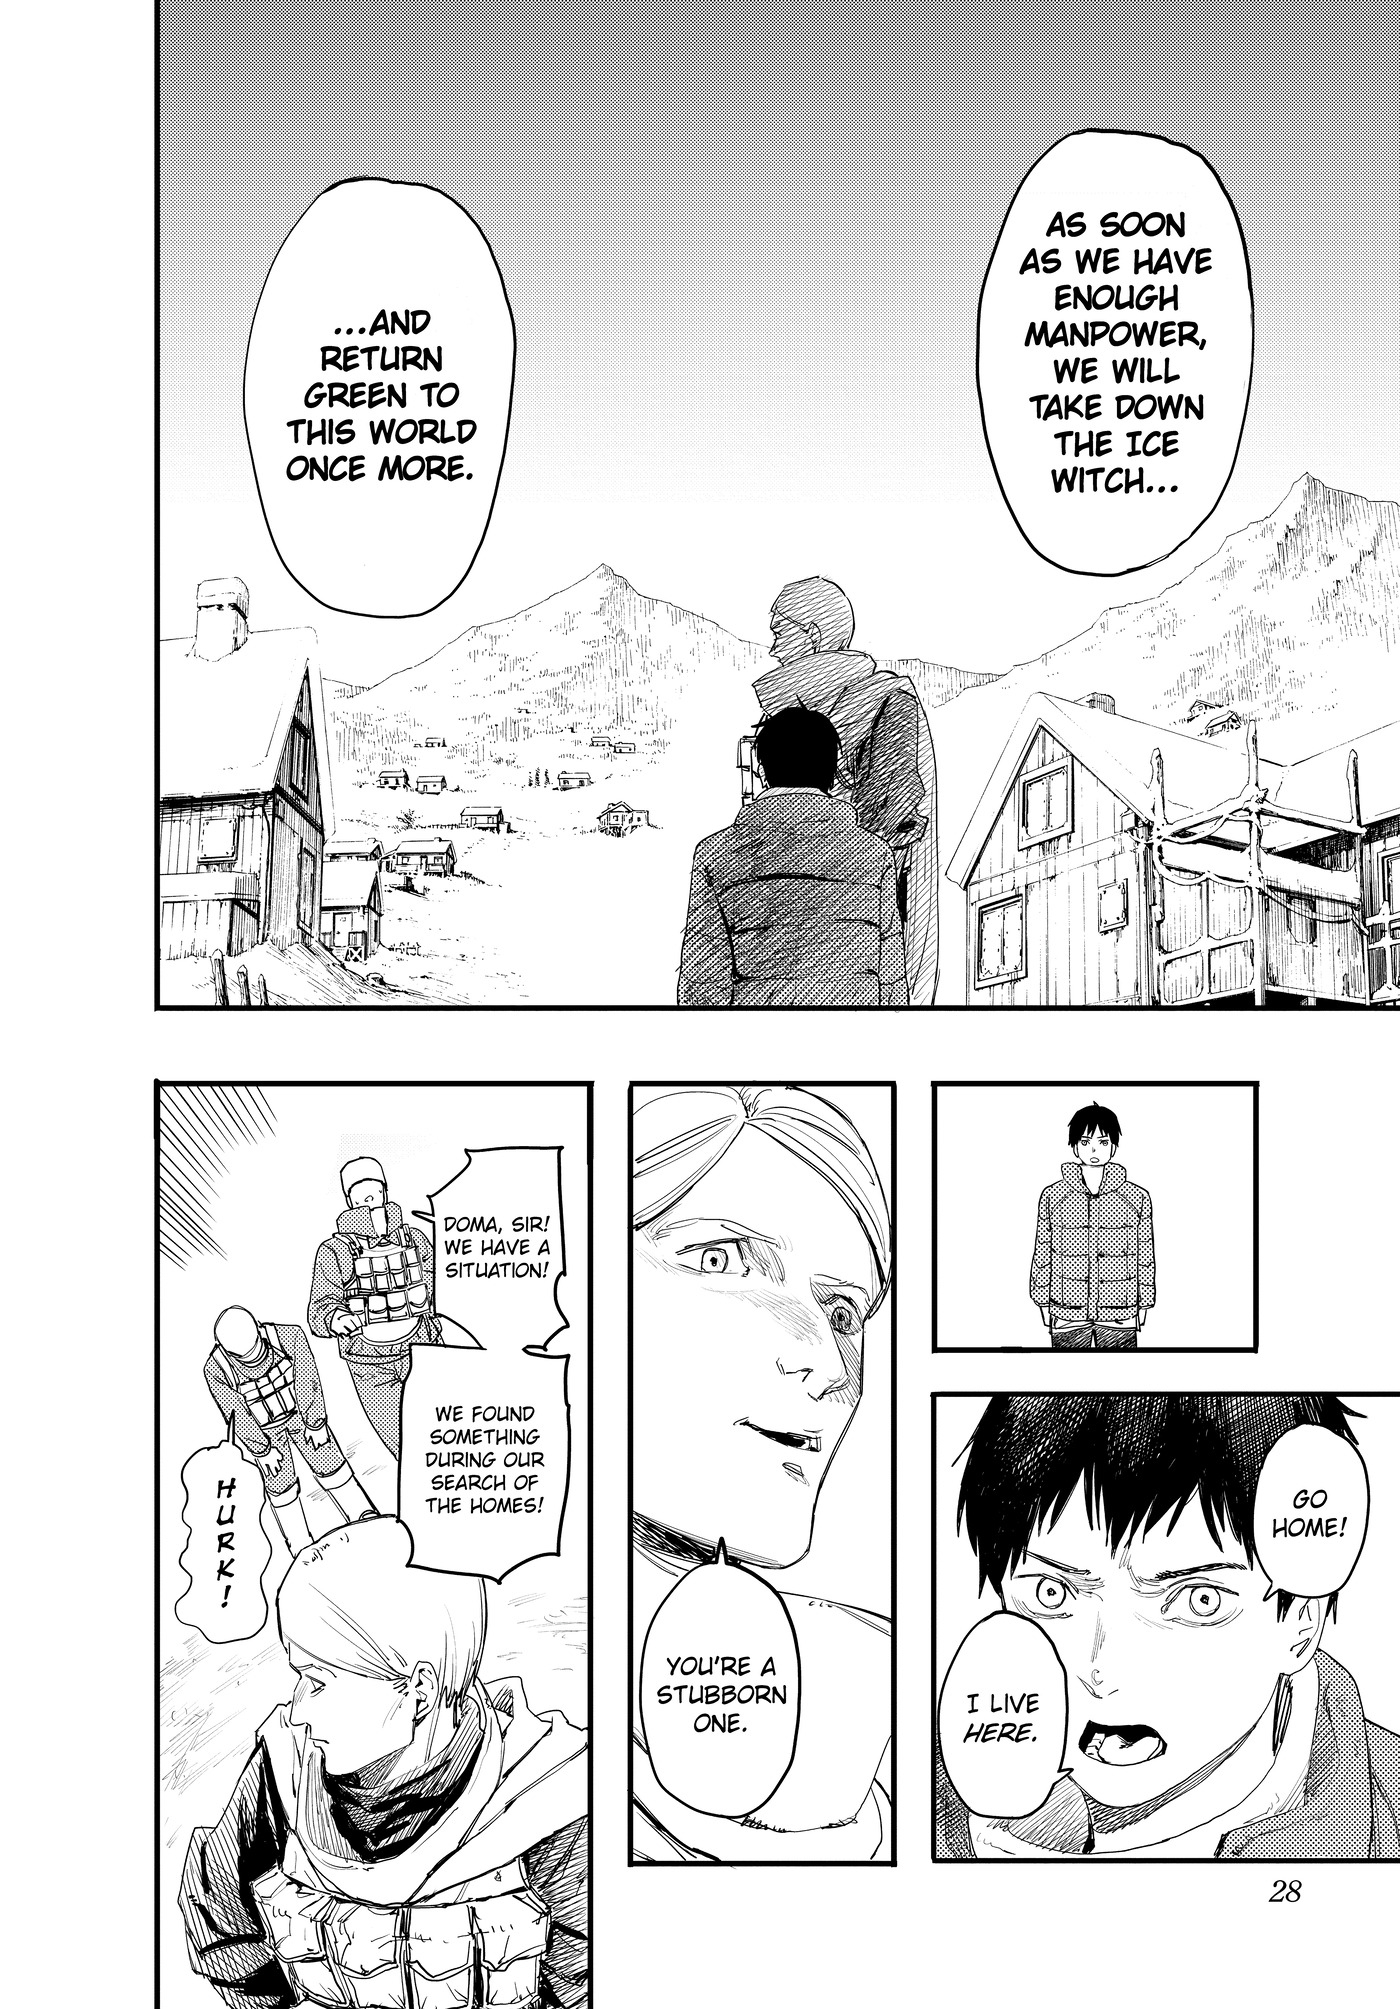 AS SOON
AS WE HAVE
ENOUGH
MANPOWER,
WE WILL
TAKE DOWN
THE ICE
WITCH...
...AND
RETURN
GREEN TO
THIS WORLD
ONCE MORE.
GO
HOME!
I LIVE
HERE.
YOU'RE A
STUBBORN
ONE.
DOMA, SIR!
WE HAVE A
SITUATION!
WE FOUND
SOMETHING
DURING OUR
SEARCH OF
THE HOMES!
HURK!
28